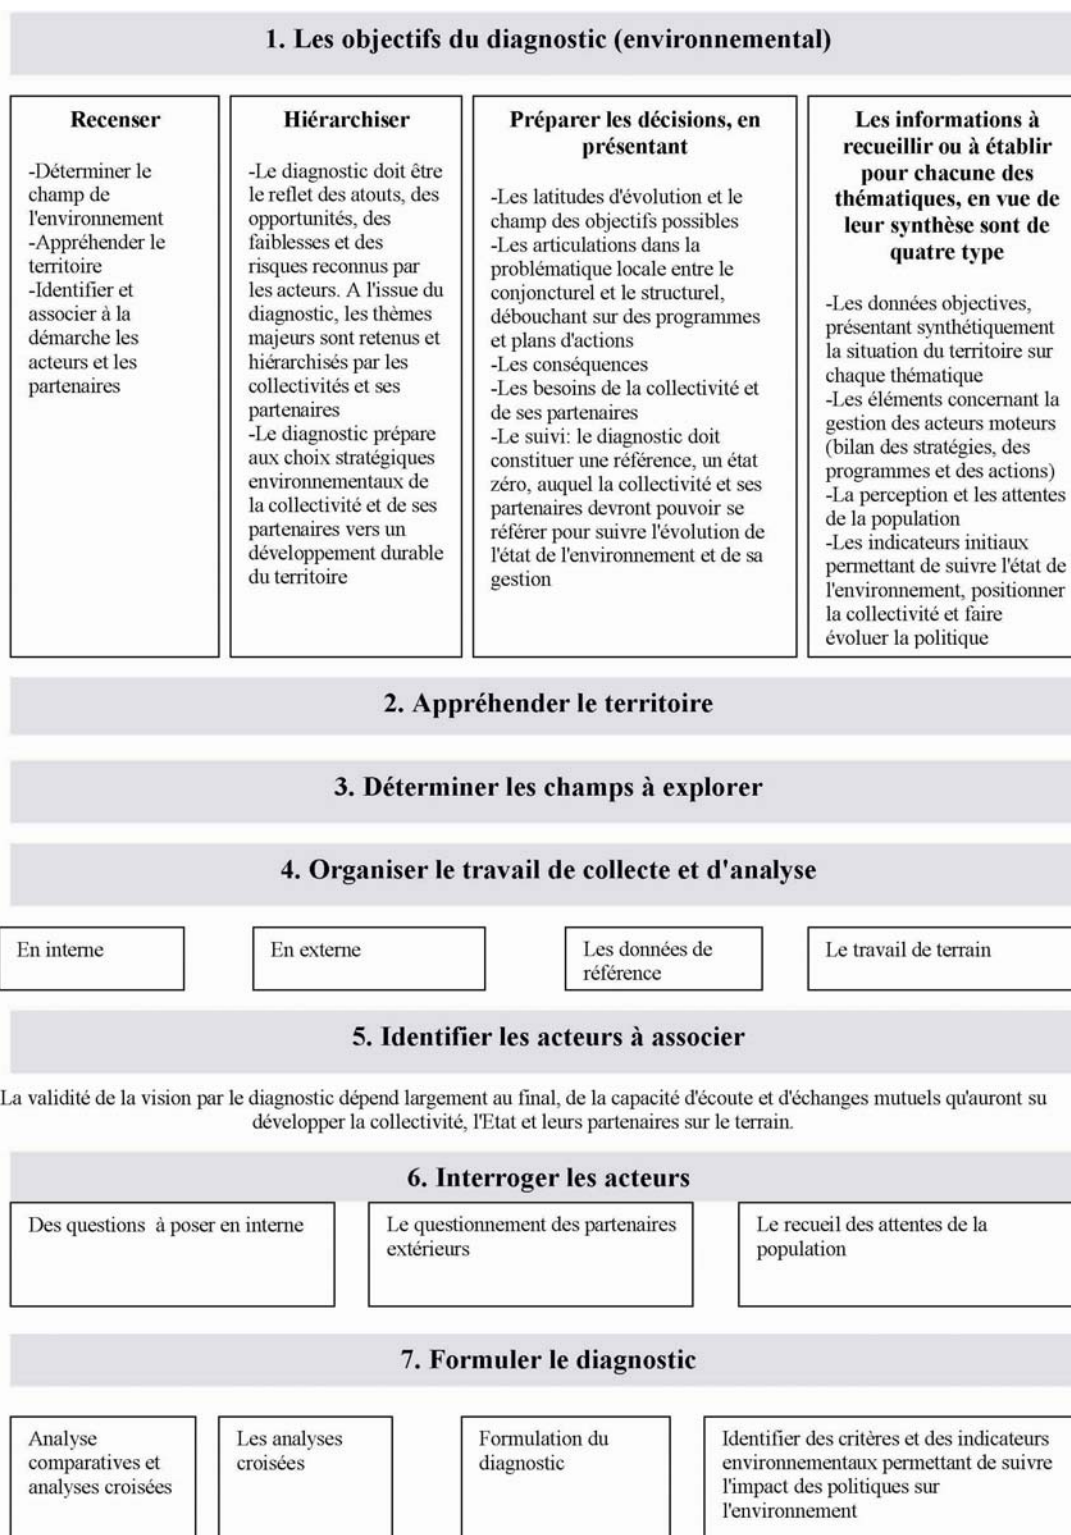 1. Les objectifs du diagnostic (environnemental)
Recenser
-Déterminer le
champ de
l'environnement
-Appréhender le
territoire
-Identifier et
associer à la
démarche les
acteurs et les
partenaires
Hiérarchiser
-Le diagnostic doit être
le reflet des atouts, des
opportunités, des
faiblesses et des
risques reconnus par
les acteurs. A l'issue du
diagnostic, les thèmes
majeurs sont retenus et
hiérarchisés par les
collectivités et ses
partenaires
-Le diagnostic prépare
aux choix stratégiques
environnementaux de
la collectivité et de ses
partenaires vers un
développement durable
du territoire
Préparer les décisions, en
présentant
-Les latitudes d'évolution et le
champ des objectifs possibles
-Les articulations dans la
problématique locale entre le
conjoncturel et le structurel,
débouchant sur des programmes
et plans d'actions
-Les conséquences
-Les besoins de la collectivité et
de ses partenaires
-Le suivi: le diagnostic doit
constituer une référence, un état
zéro, auquel la collectivité et ses
partenaires devront pouvoir se
référer pour suivre l'évolution de
l'état de l'environnement et de sa
gestion
Les informations à
recueillir ou à établir
pour chacune des
thématiques, en vue de
leur synthèse sont de
quatre type
-Les données objectives,
présentant synthétiquement
la situation du territoire sur
chaque thématique
-Les éléments concernant la
gestion des acteurs moteurs
(bilan des stratégies, des
programmes et des actions)
-La perception et les attentes
de la population
-Les indicateurs initiaux
permettant de suivre l'état de
l'environnement, positionner
la collectivité et faire
évoluer la politique
2. Appréhender le territoire
3. Déterminer les champs à explorer
4. Organiser le travail de collecte et d'analyse
En interne
En externe
Les données de
référence
Le travail de terrain
5. Identifier les acteurs à associer
La validité de la vision par le diagnostic dépend largement au final, de la capacité d'écoute et d'échanges mutuels qu'auront su
développer la collectivité, l'Etat et leurs partenaires sur le terrain.
6. Interroger les acteurs
Des questions à poser en interne
Le questionnement des partenaires
extérieurs
Le recueil des attentes de la
population
7. Formuler le diagnostic
Analyse
comparatives et
analyses croisées
Les analyses
croisées
Formulation du
diagnostic
Identifier des critères et des indicateurs
environnementaux permettant de suivre
l'impact des politiques sur
l'environnement